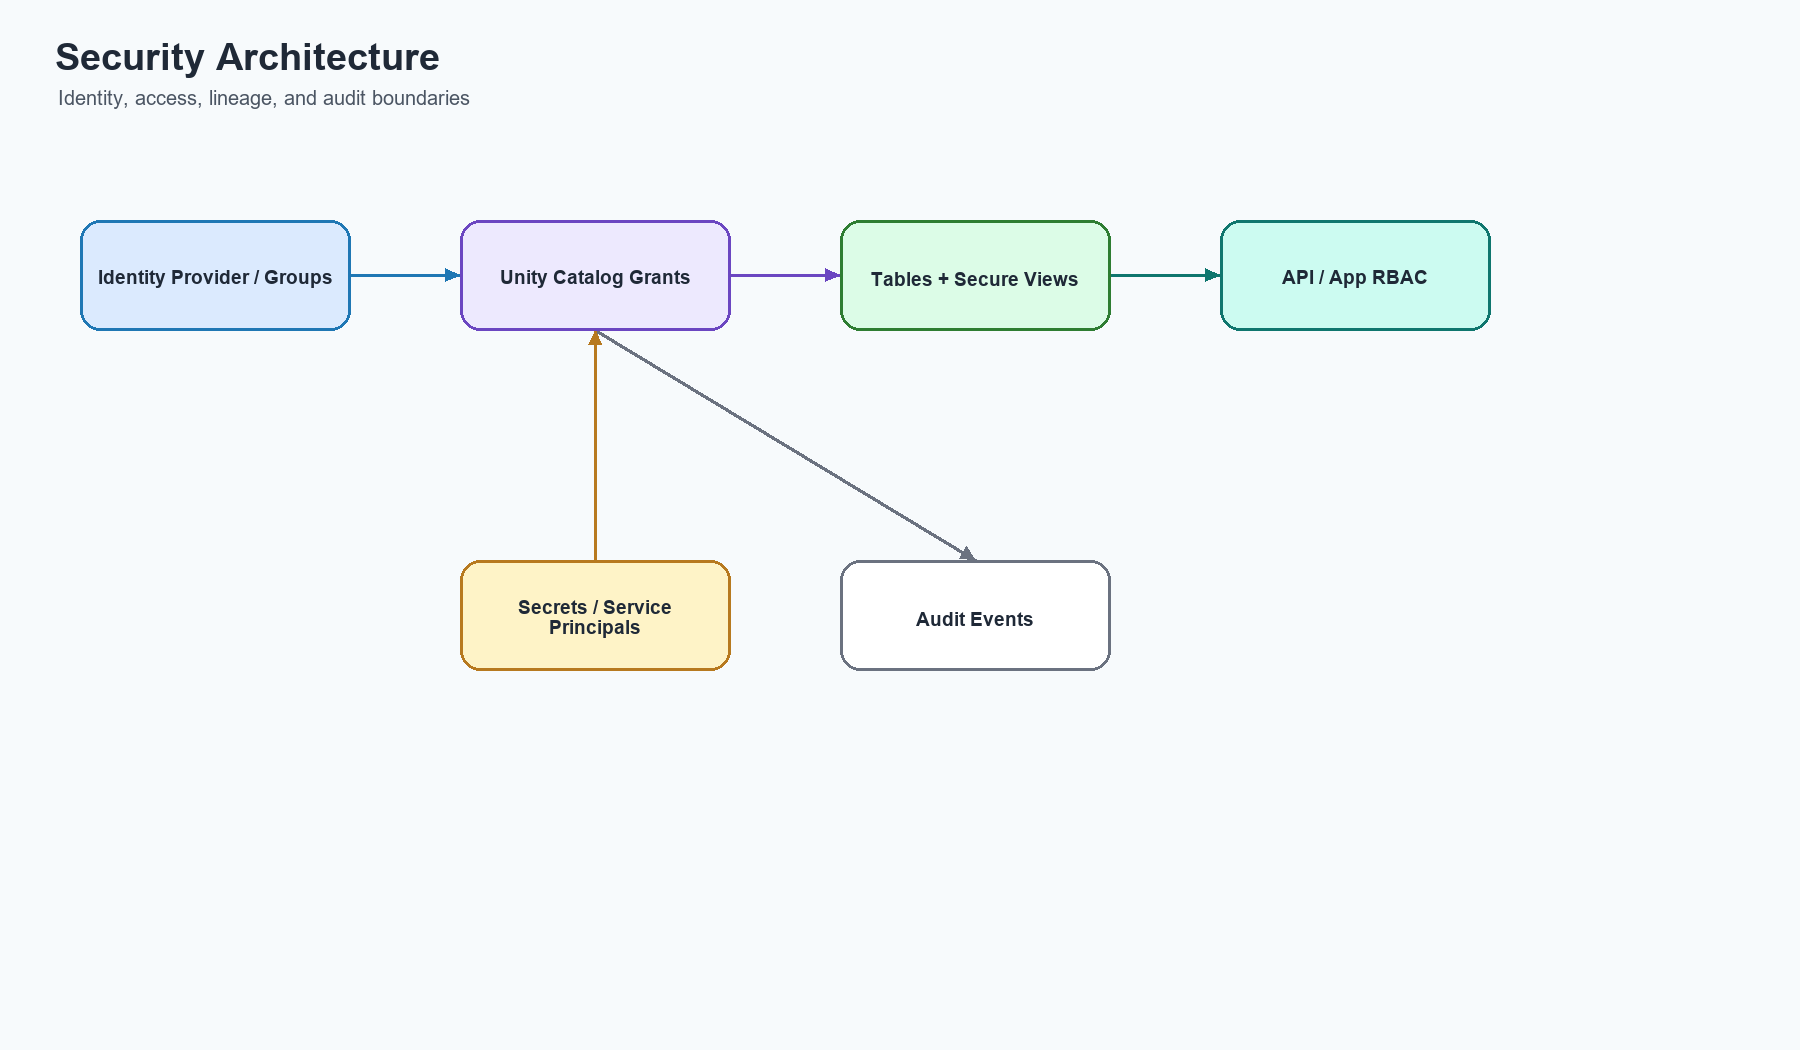 Security Architecture
Identity, access, lineage, and audit boundaries
Identity Provider / Groups
Unity Catalog Grants
Tables + Secure Views
API / App RBAC
Secrets / Service
Principals
Audit Events